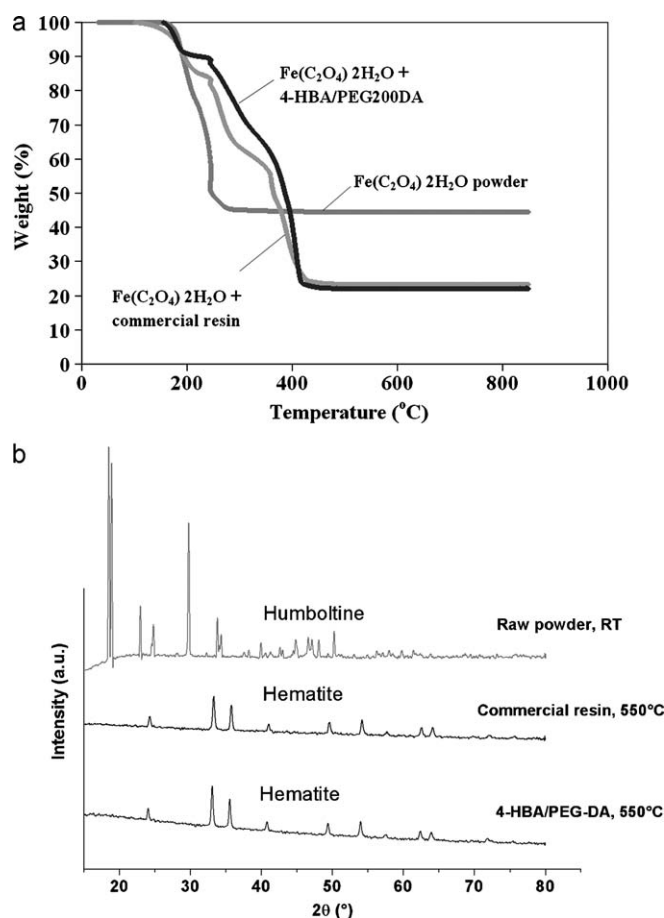 a
100
90
80
70
60
50
40
30
20
10
0
Weight (%)
Fe(C₂O₄) 2H₂O +
4-HBA/PEG200DA
Fe(C₂O₄) 2H₂O powder
Fe(C₂O₄) 2H₂O +
commercial resin
0 200 400 600 800 1000
Temperature (°C)
b
Intensity (a.u.)
Humboltine
Raw powder, RT
Hematite
Commercial resin, 550°C
Hematite
4-HBA/PEG-DA, 550°C
20 30 40 50 60 70 80
2θ (°)